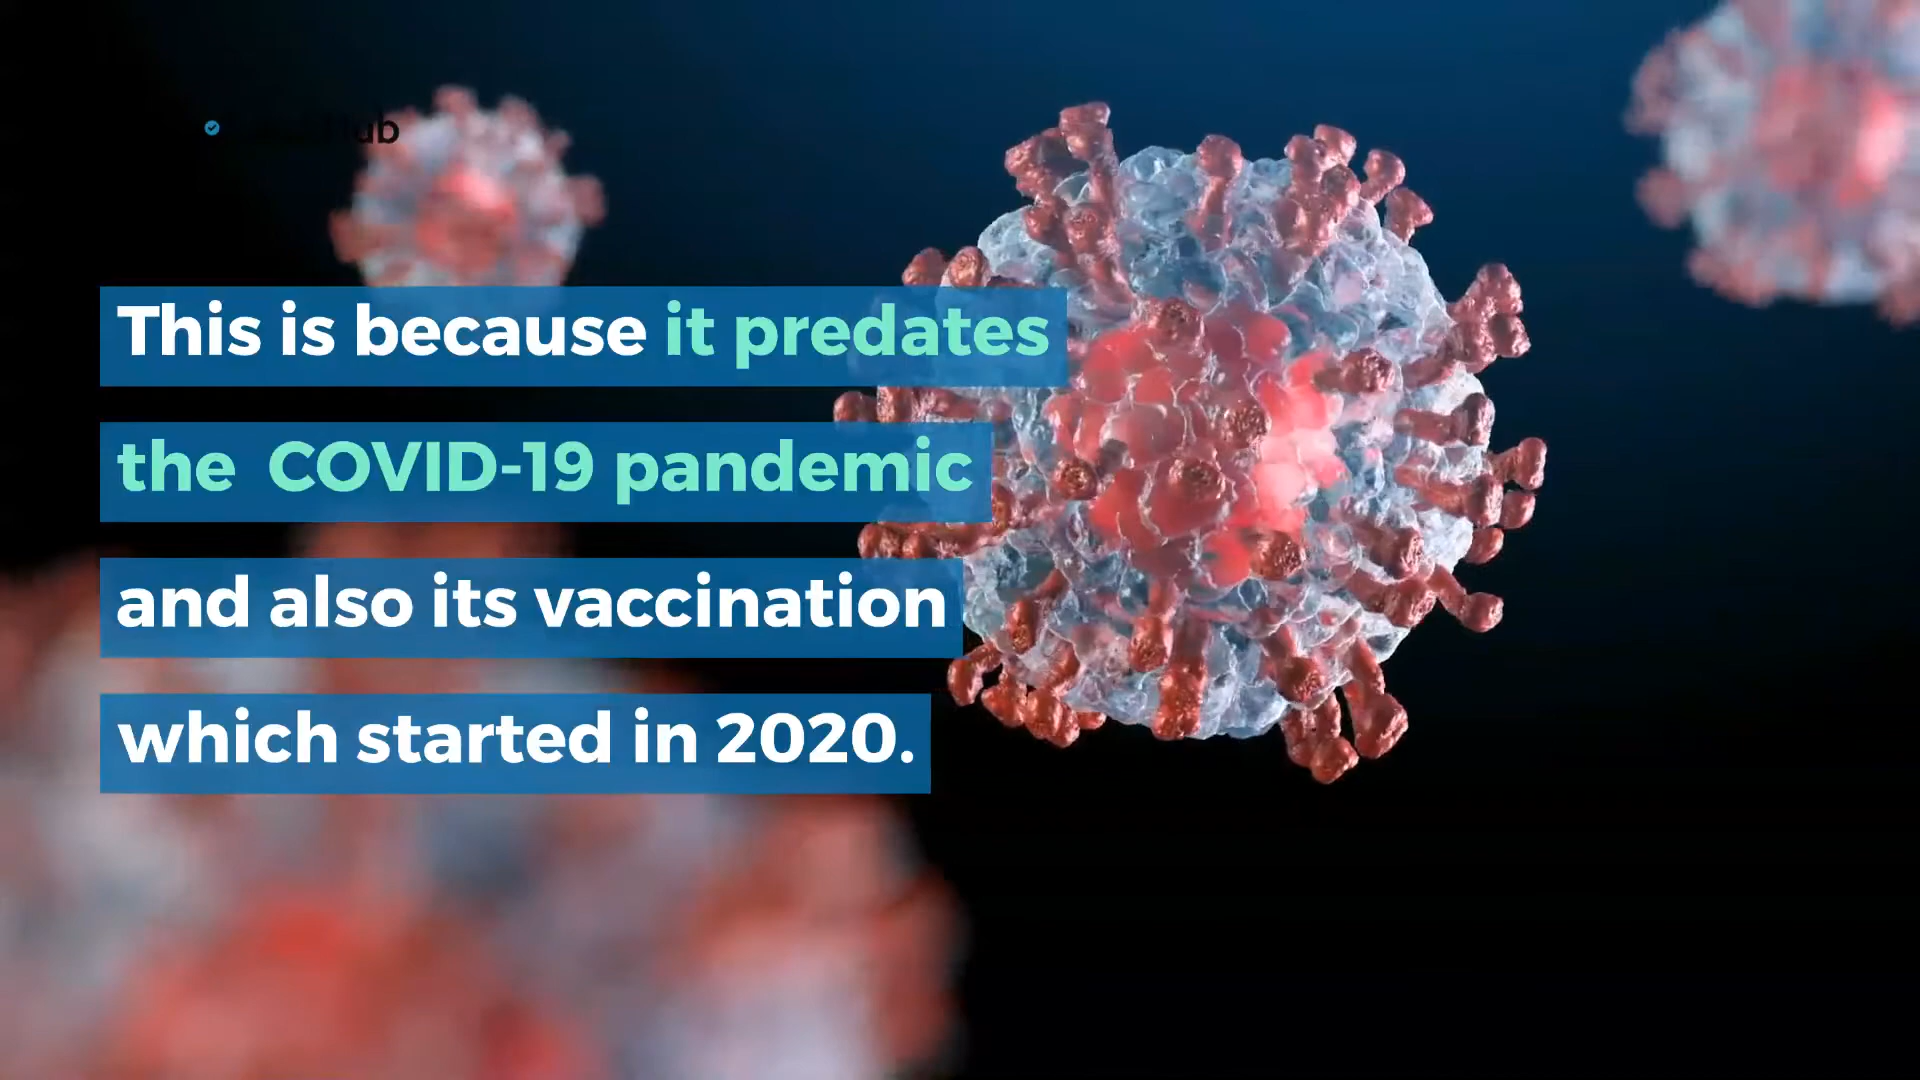 This is because it predates
the COVID-19 pandemic
and also its vaccination
which started in 2020.